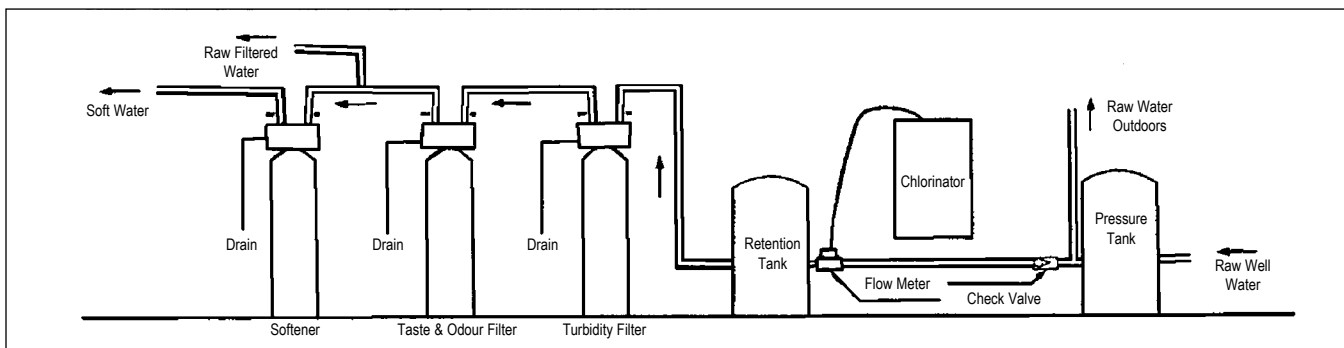 Raw Filtered
Water
Soft Water
Raw Water
Outdoors
Chlorinator
Pressure
Tank
Drain
Drain
Drain
Retention
Tank
Raw Well
Water
Flow Meter
Check Valve
Softener
Taste & Odour Filter
Turbidity Filter